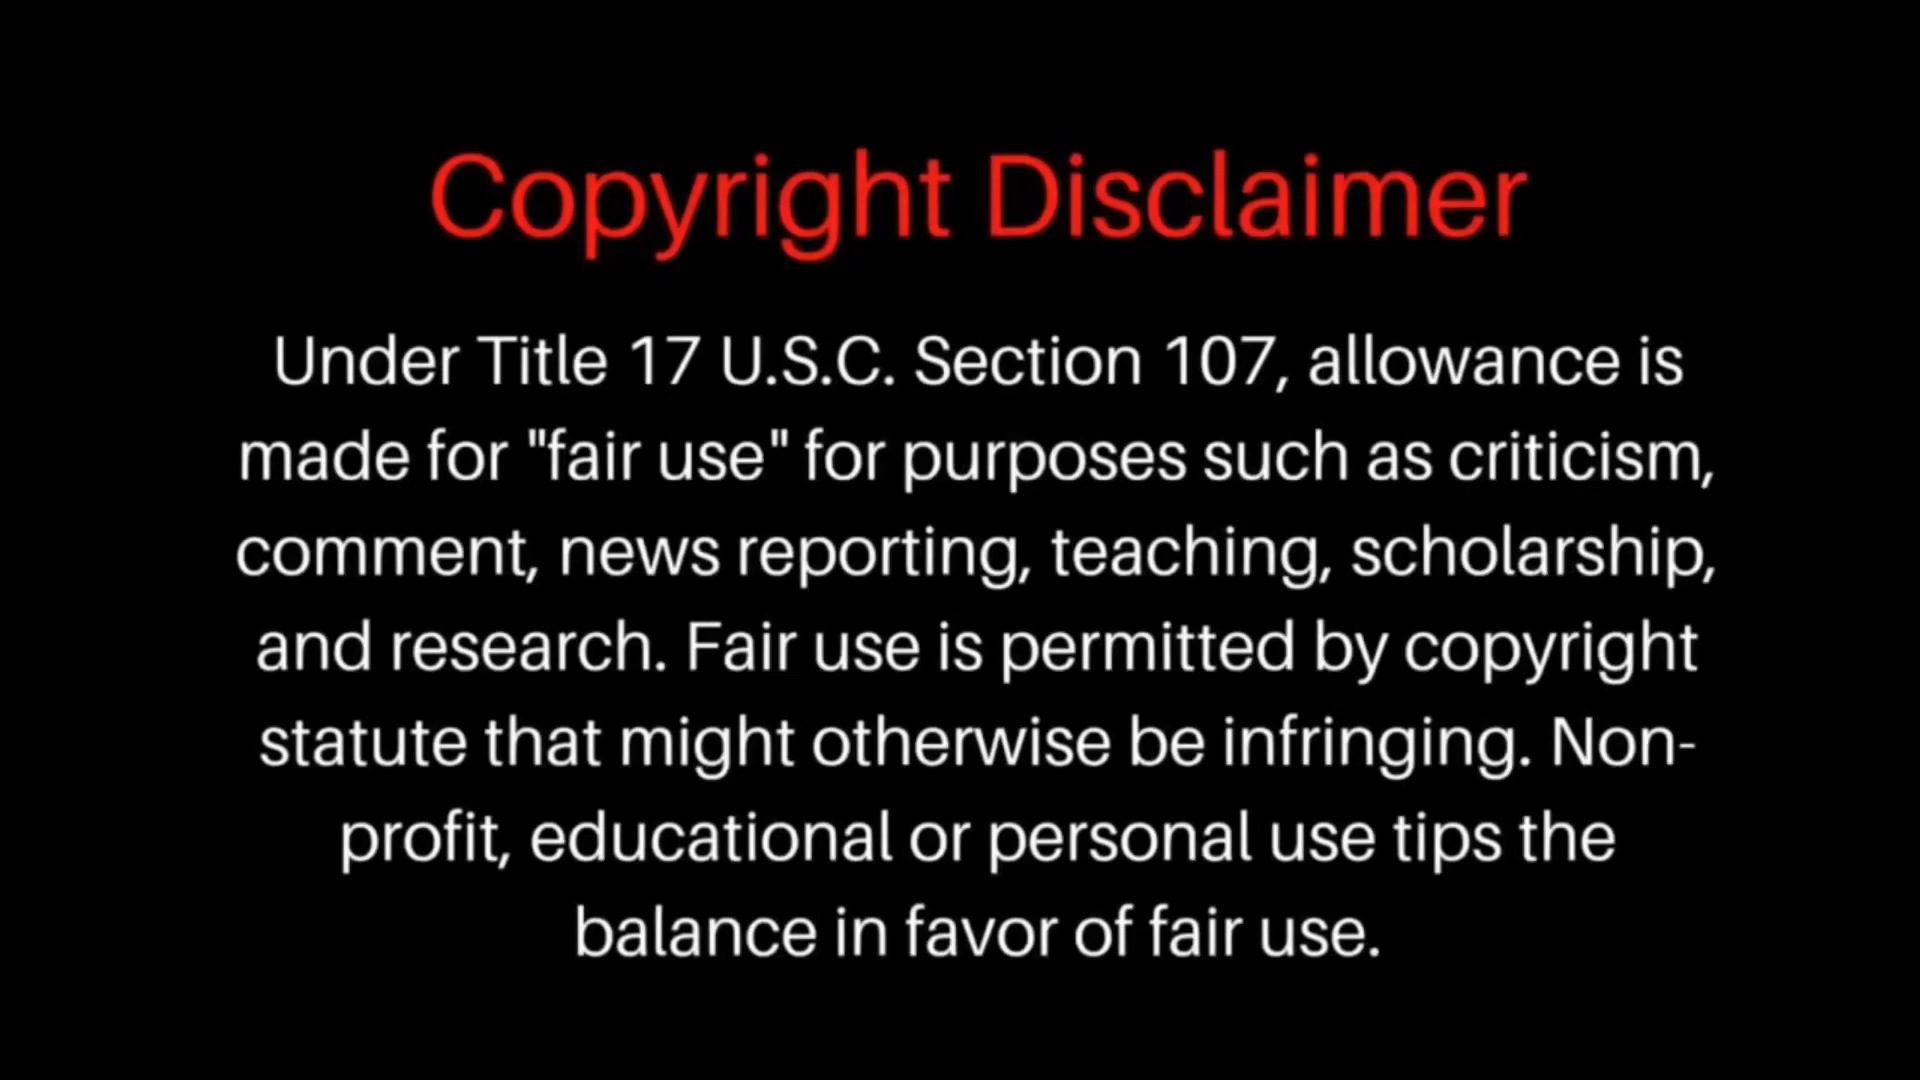 Copyright Disclaimer
Under Title 17 U.S.C. Section 107, allowance is
made for "fair use" for purposes such as criticism,
comment, news reporting, teaching, scholarship,
and research. Fair use is permitted by copyright
statute that might otherwise be infringing. Non-
profit, educational or personal use tips the
balance in favor of fair use.